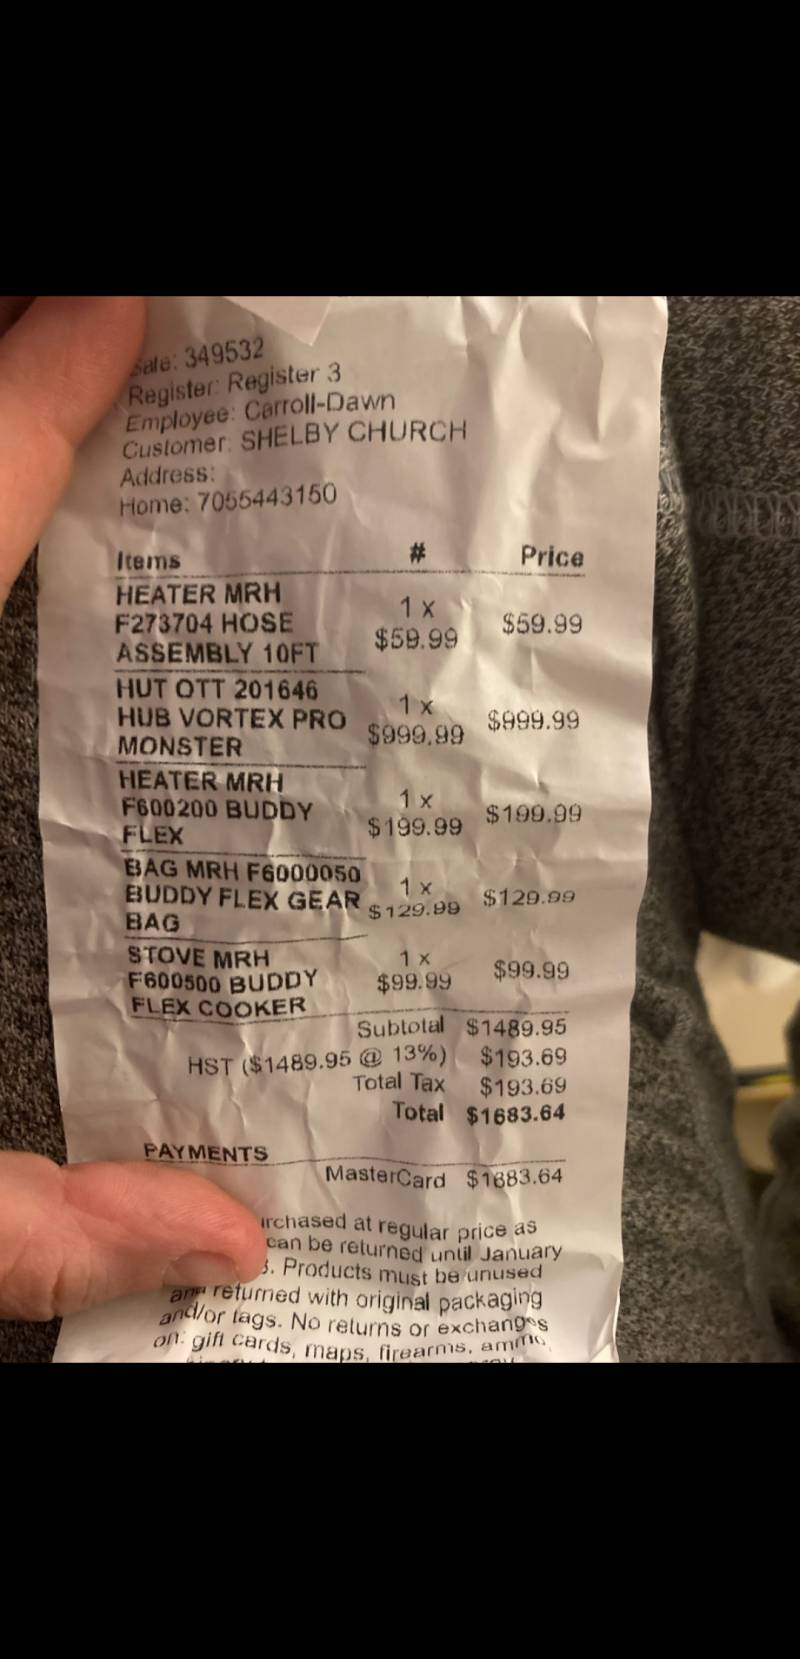 Sale: 349532
Register: Register 3
Employee: Carroll-Dawn
Customer: SHELBY CHURCH
Address:
Home: 7055443150
Items # Price
HEATER MRH
F273704 HOSE
ASSEMBLY 10FT
1 x
$59.99
$59.99
HUT OTT 201646
HUB VORTEX PRO
MONSTER
1 x
$999.99
$999.99
HEATER MRH
F600200 BUDDY
FLEX
1 x
$199.99
$199.99
BAG MRH F6000050
BUDDY FLEX GEAR
BAG
1 x
$129.99
$129.99
STOVE MRH
F600500 BUDDY
FLEX COOKER
1 x
$99.99
$99.99
Subtotal $1489.95
HST ($1489.95 @ 13%) $193.69
Total Tax $193.69
Total $1683.64
PAYMENTS
MasterCard $1683.64
at regular price as
can be returned until January
3. Products must be unused
and returned with original packaging
and/or tags. No returns or exchanges
on: gift cards, maps, firearms, ammo,